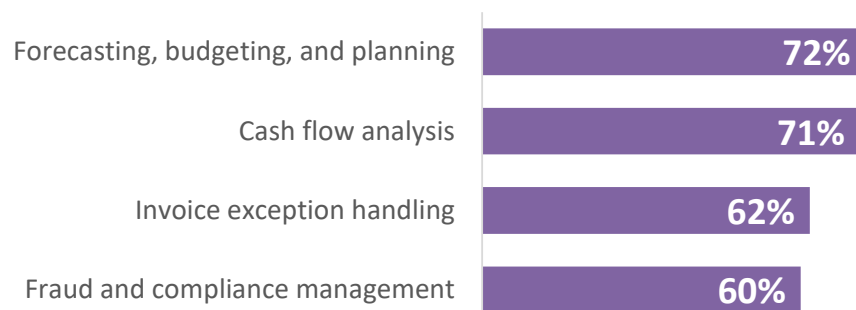 Forecasting, budgeting, and planning 72%
Cash flow analysis 71%
Invoice exception handling 62%
Fraud and compliance management 60%